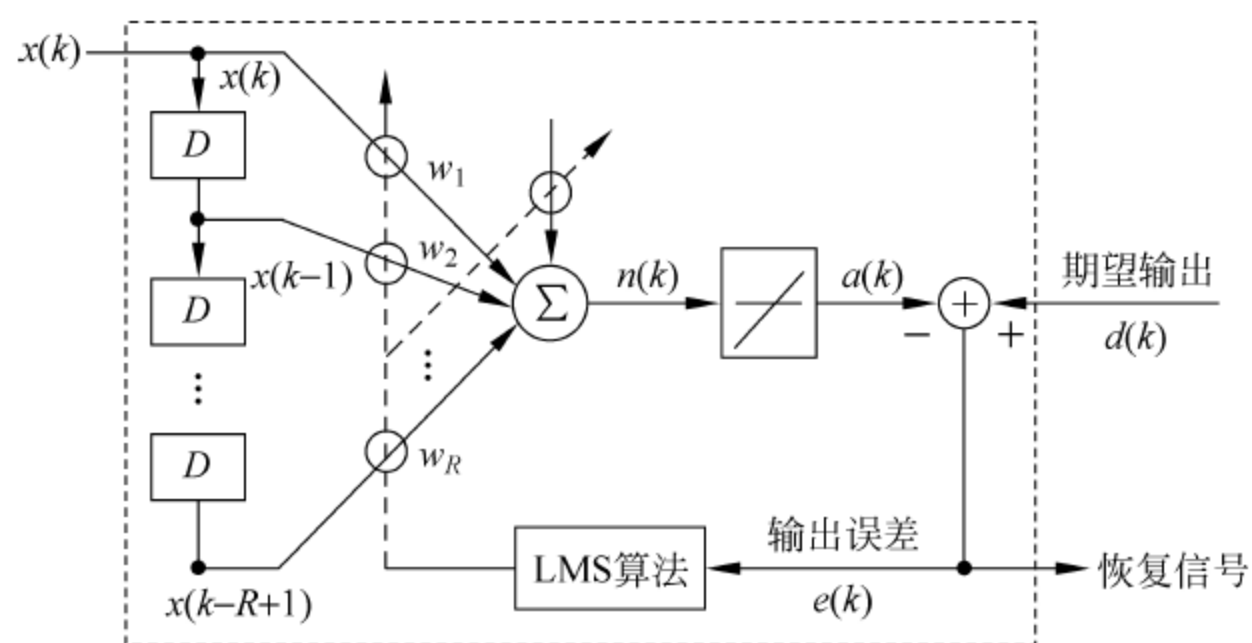 x(k)
x(k)
D
w₁
x(k−1)
w₂
D
Σ
n(k)
a(k)
+
−
+
期望输出
d(k)
⋮
⋮
D
w_R
x(k−R+1)
LMS算法
输出误差
e(k)
恢复信号